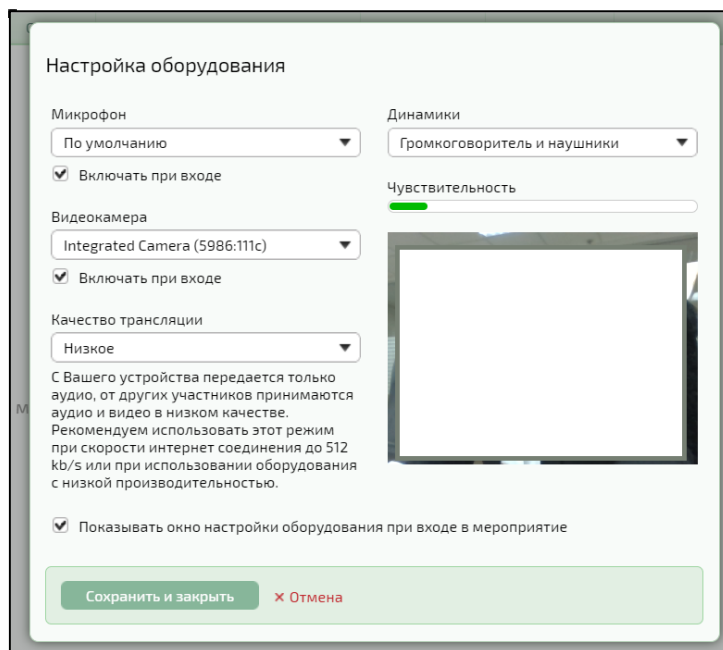 Настройка оборудования
Микрофон
По умолчанию
Включать при входе
Динамики
Громкоговоритель и наушники
Чувствительность
Видеокамера
Integrated Camera (5986:111c)
Включать при входе
Качество трансляции
Низкое
С Вашего устройства передается только
аудио, от других участников принимаются
аудио и видео в низком качестве.
Рекомендуем использовать этот режим
при скорости интернет соединения до 512
kb/s или при использовании оборудования
с низкой производительностью.
Показывать окно настройки оборудования при входе в мероприятие
Сохранить и закрыть
× Отмена